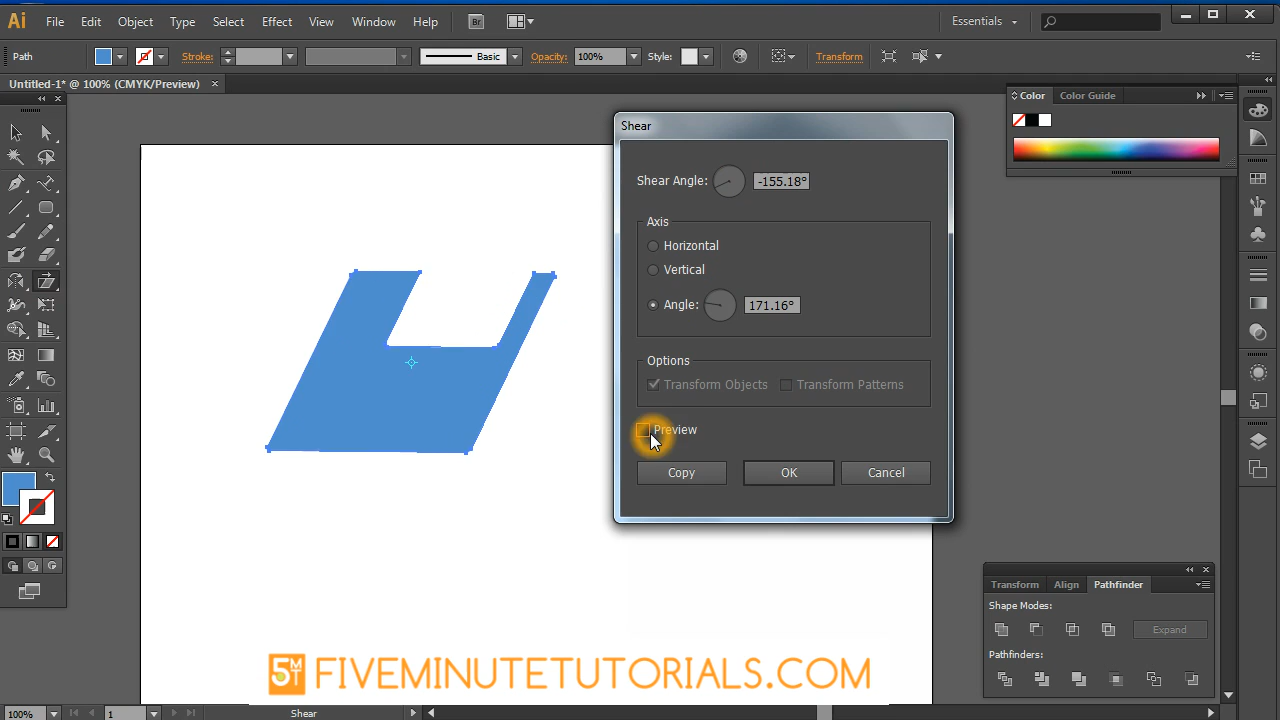 Ai File Edit Object Type Select Effect View Window Help Br Essentials
Path Stroke: Basic Opacity: 100% Style: Transform
Untitled-1* @ 100% (CMYK/Preview)
Color Color Guide
Shear
Shear Angle: -155.18°
Axis
Horizontal
Vertical
Angle: 171.16°
Options
Transform Objects Transform Patterns
Preview
Copy OK Cancel
Transform Align Pathfinder
Shape Modes:
Expand
Pathfinders:
5MT FIVEMINUTETUTORIALS.COM
100% 1 Shear